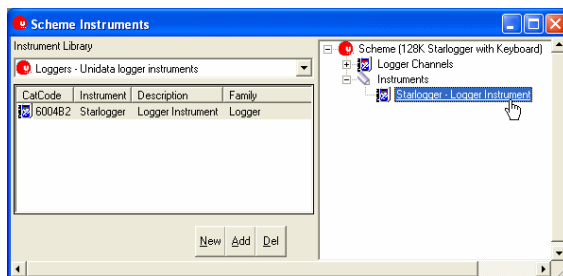 Scheme Instruments
Instrument Library
Loggers - Unidata logger instruments
CatCode Instrument Description Family
6004B2 Starlogger Logger Instrument Logger
New Add Del
Scheme (128K Starlogger with Keyboard)
Logger Channels
Instruments
Starlogger - Logger Instrument